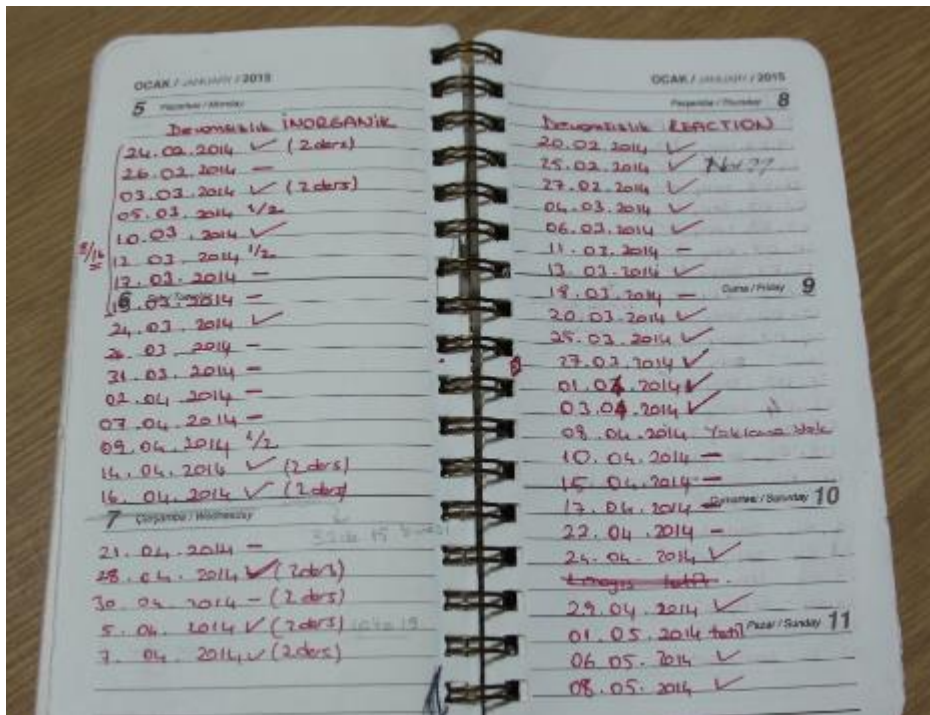 OCAK / JANUARY / 2015
5 Pazartesi / Monday
Devamsızlık İNORGANİK
24.02.2014 ✓ (2 ders)
26.02.2014 —
03.03.2014 ✓ (2 ders)
05.03.2014 1/2
10.03.2014 ✓
12.03.2014 1/2
17.03.2014 —
19.03.2014 —
6
24.03.2014 ✓
26.03.2014 —
31.03.2014 —
02.04.2014 —
07.04.2014 —
09.04.2014 1/2
14.04.2014 ✓ (2 ders)
16.04.2014 ✓ (2 ders)
7 Çarşamba / Wednesday
21.04.2014 —
28.04.2014 ✓ (2 ders)
30.04.2014 — (2 ders)
5.04.2014 ✓ (2 ders)
7.04.2014 ✓ (2 ders)
OCAK / JANUARY / 2015
Perşembe / Thursday 8
Devamsızlık REACTION
20.02.2014 ✓
25.02.2014 ✓
27.02.2014 ✓
04.03.2014 ✓
06.03.2014 ✓
11.03.2014 —
13.03.2014 ✓
18.03.2014 —
Cuma / Friday 9
20.03.2014 ✓
25.03.2014 ✓
27.03.2014 ✓
01.04.2014 ✓
03.04.2014 ✓
08.04.2014 Yoklama Yok
10.04.2014 —
15.04.2014 —
17.04.2014 —
Cumartesi / Saturday 10
22.04.2014 —
24.04.2014 ✓
1 mayıs tatil
29.04.2014 ✓
01.05.2014 tatil
Pazar / Sunday 11
06.05.2014 ✓
08.05.2014 ✓